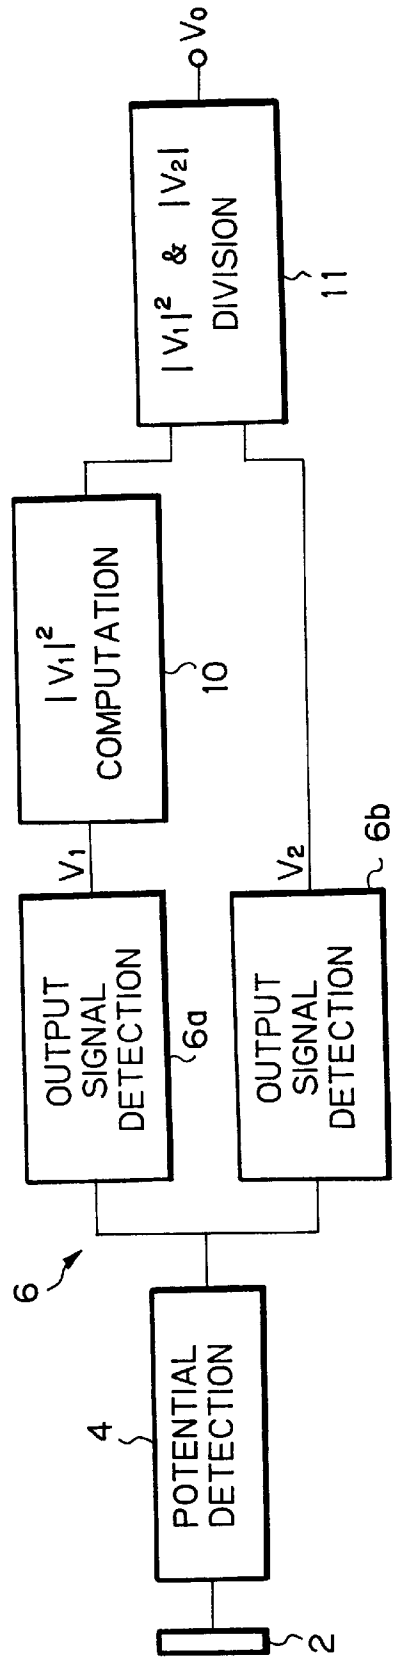 2
4
POTENTIAL
DETECTION
6
OUTPUT
SIGNAL
DETECTION
6a
V₁
|V₁|²
COMPUTATION
10
OUTPUT
SIGNAL
DETECTION
6b
V₂
|V₁|² & |V₂|
DIVISION
11
V₀